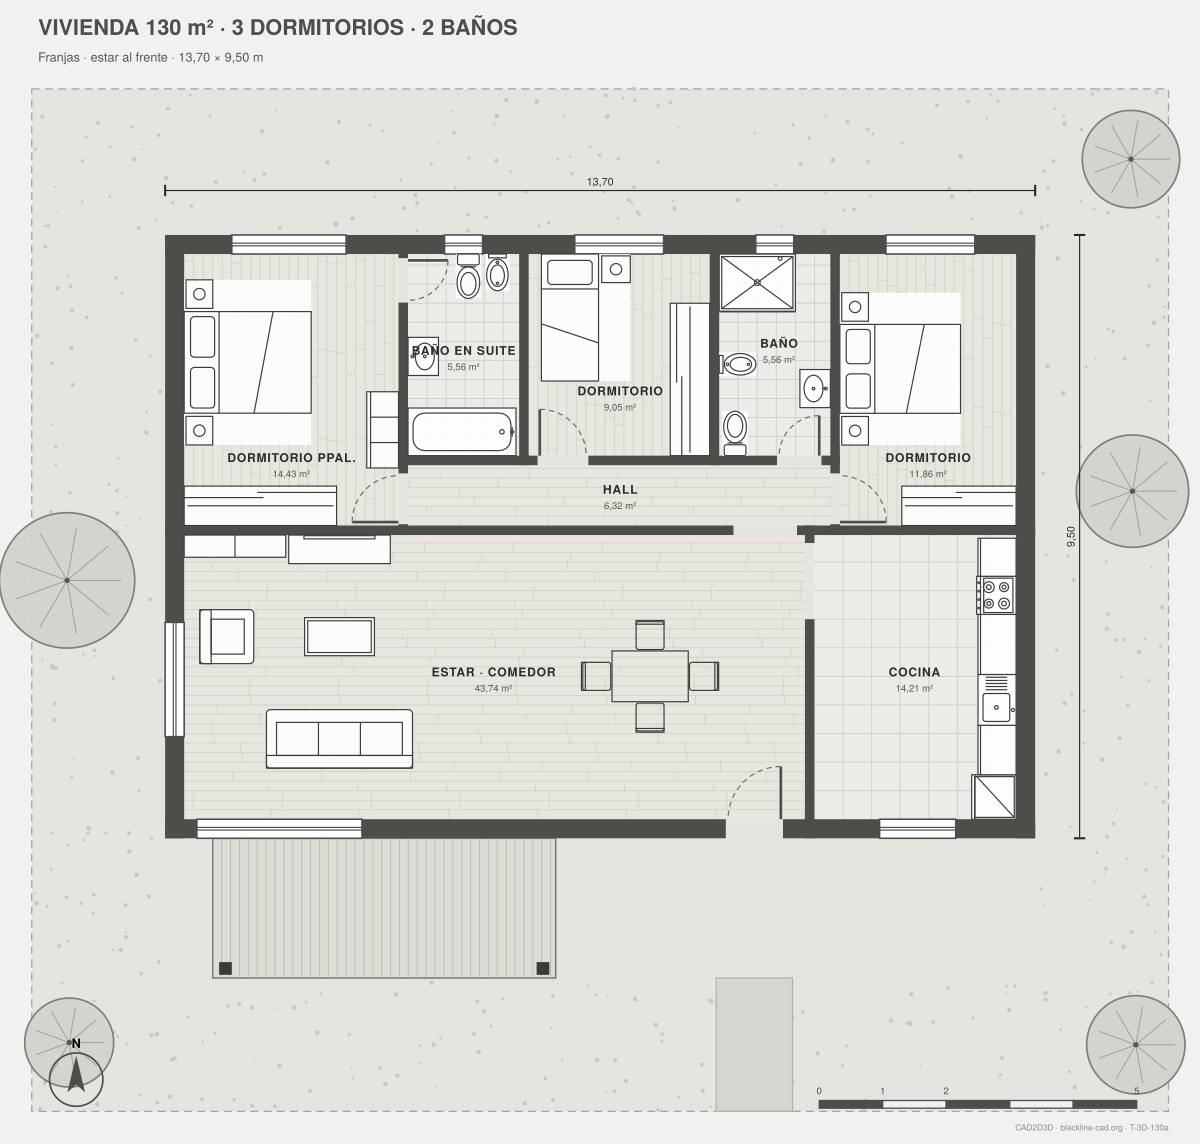 VIVIENDA 130 m² · 3 DORMITORIOS · 2 BAÑOS
Franjas · estar al frente · 13,70 × 9,50 m
13,70
BAÑO EN SUITE
5,56 m²
BAÑO
5,56 m²
DORMITORIO
9,05 m²
DORMITORIO PPAL.
14,43 m²
DORMITORIO
11,86 m²
HALL
6,32 m²
9,50
ESTAR · COMEDOR
43,74 m²
COCINA
14,21 m²
N
0 1 2 5
CAD2D3D · blackline-cad.org · T-3D-130a